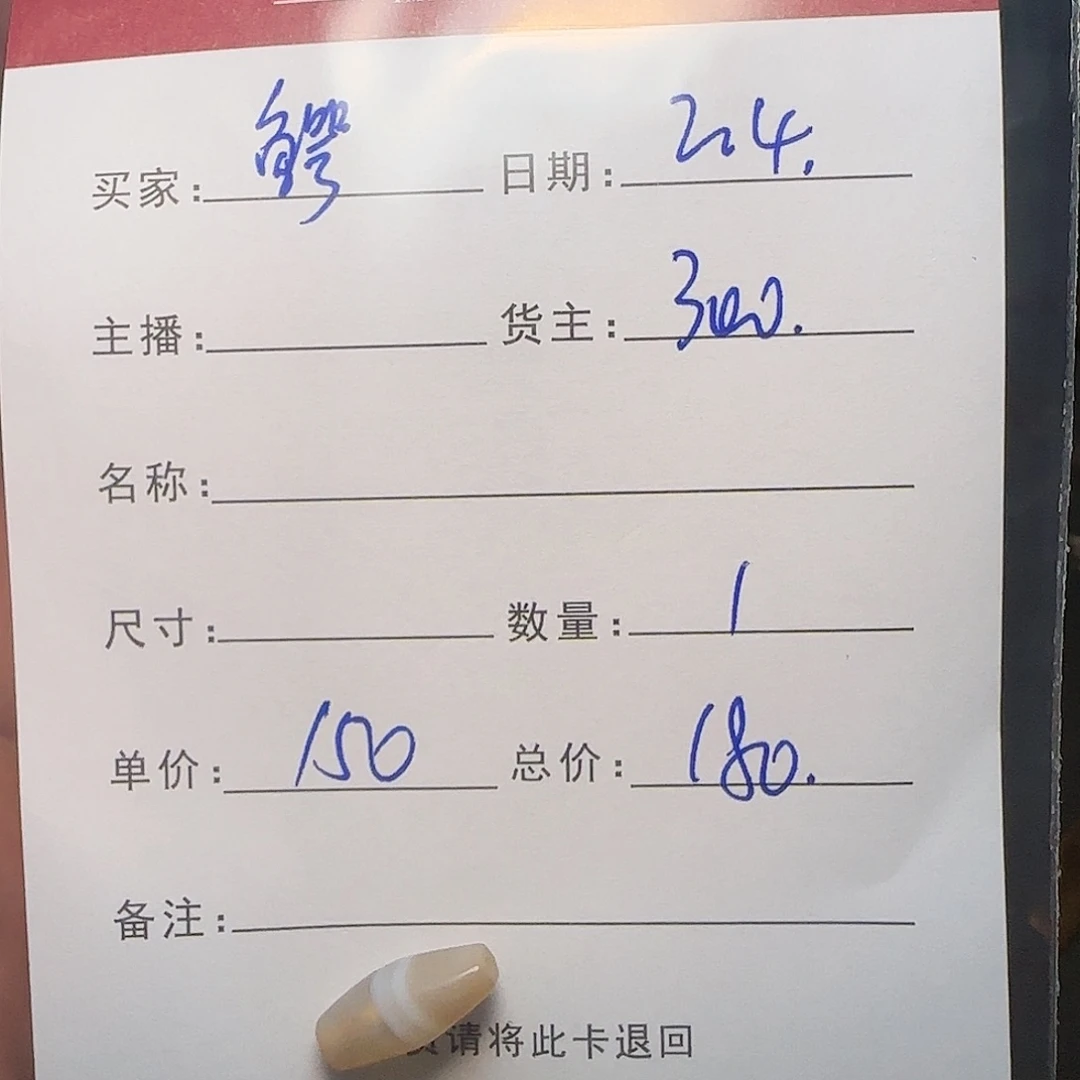 买家:鳄 日期:2.4.
主播: 货主:300.
名称:
尺寸: 数量:1
单价:150 总价:180.
备注:
请将此卡退回